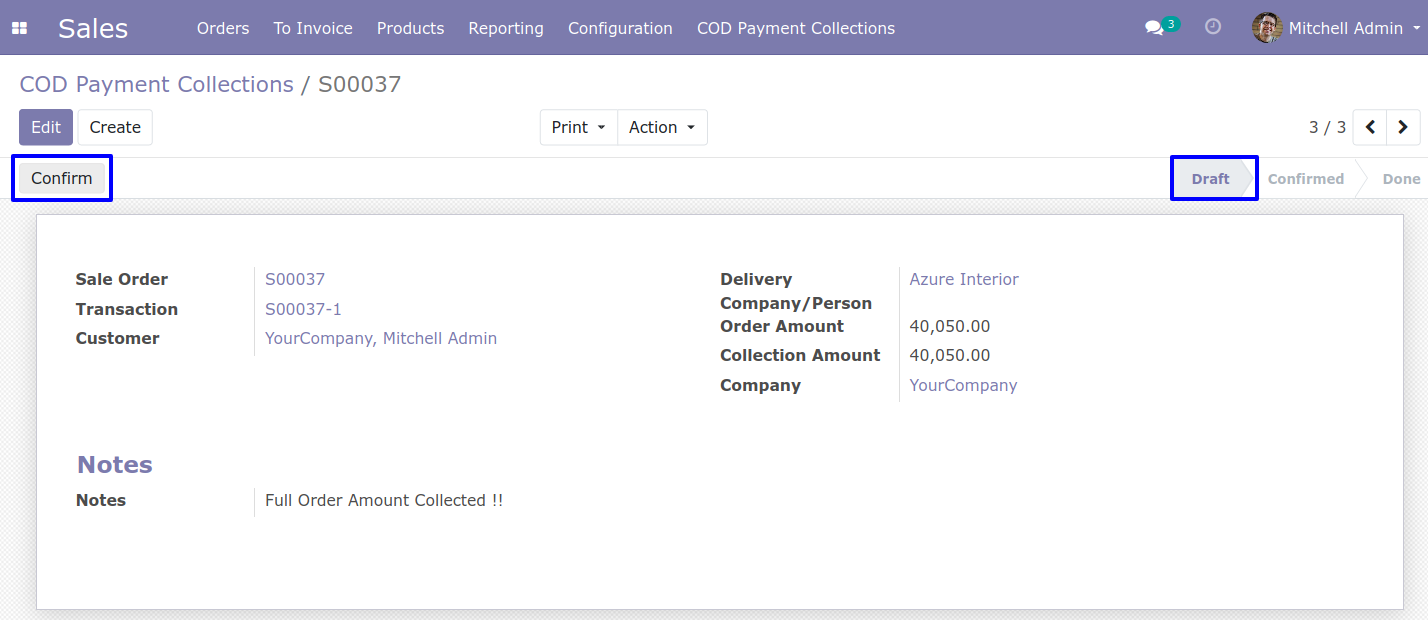 Sales Orders To Invoice Products Reporting Configuration COD Payment Collections 3 Mitchell Admin
COD Payment Collections / S00037
Edit Create Print Action 3 / 3
Confirm Draft Confirmed Done
Sale Order S00037
Transaction S00037-1
Customer YourCompany, Mitchell Admin
Delivery Azure Interior
Company/Person
Order Amount 40,050.00
Collection Amount 40,050.00
Company YourCompany
Notes
Notes Full Order Amount Collected !!